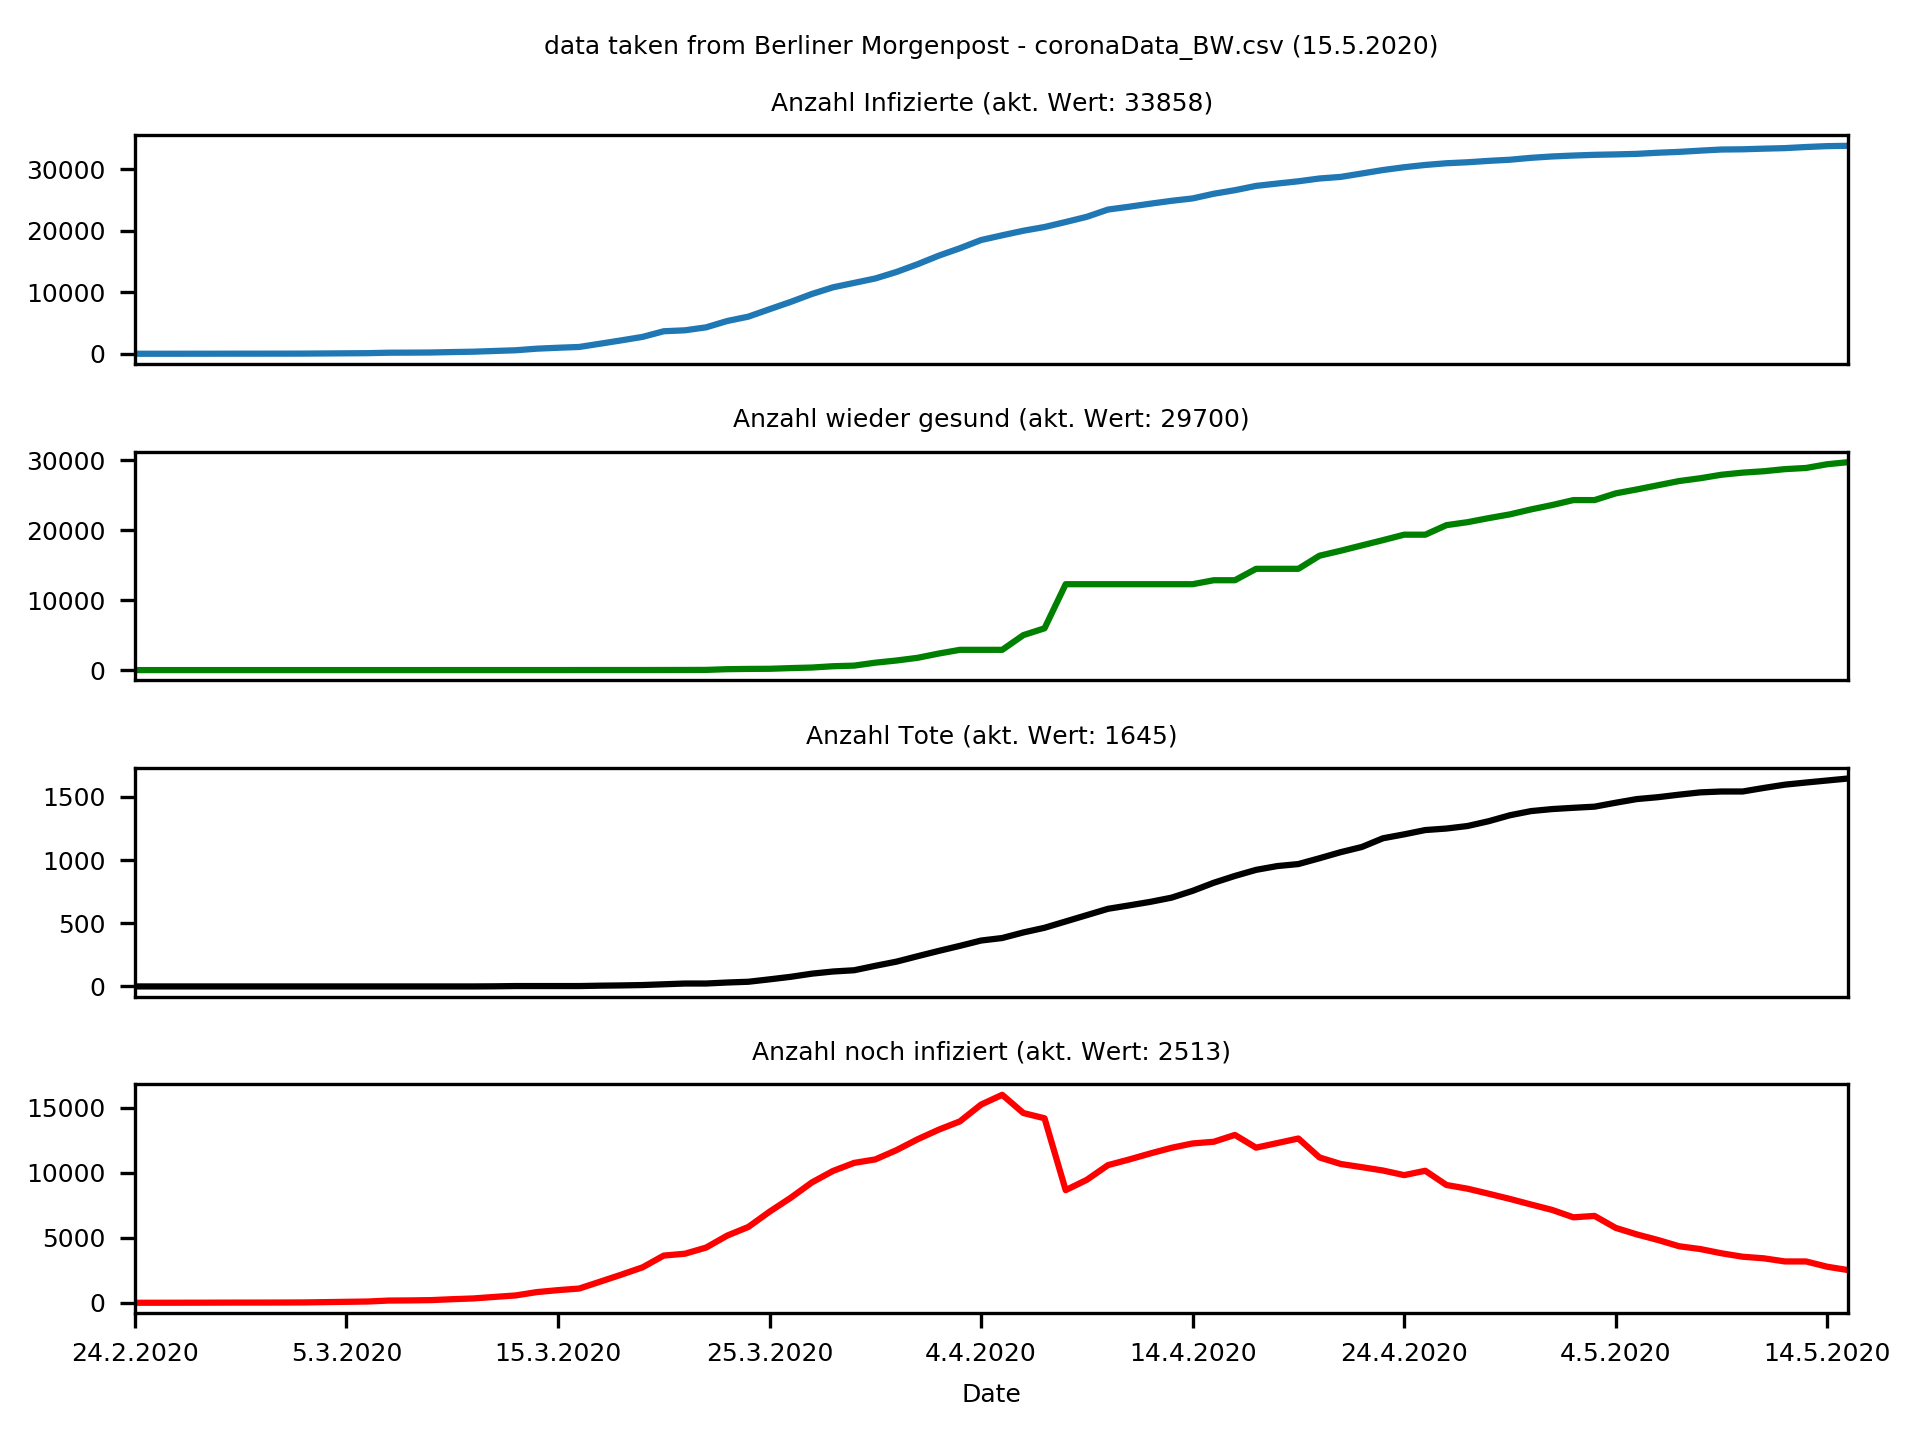 data taken from Berliner Morgenpost - coronaData_BW.csv (15.5.2020)
Anzahl Infizierte (akt. Wert: 33858)
30000
20000
10000
0
Anzahl wieder gesund (akt. Wert: 29700)
30000
20000
10000
0
Anzahl Tote (akt. Wert: 1645)
1500
1000
500
0
Anzahl noch infiziert (akt. Wert: 2513)
15000
10000
5000
0
24.2.2020 5.3.2020 15.3.2020 25.3.2020 4.4.2020 14.4.2020 24.4.2020 4.5.2020 14.5.2020
Date